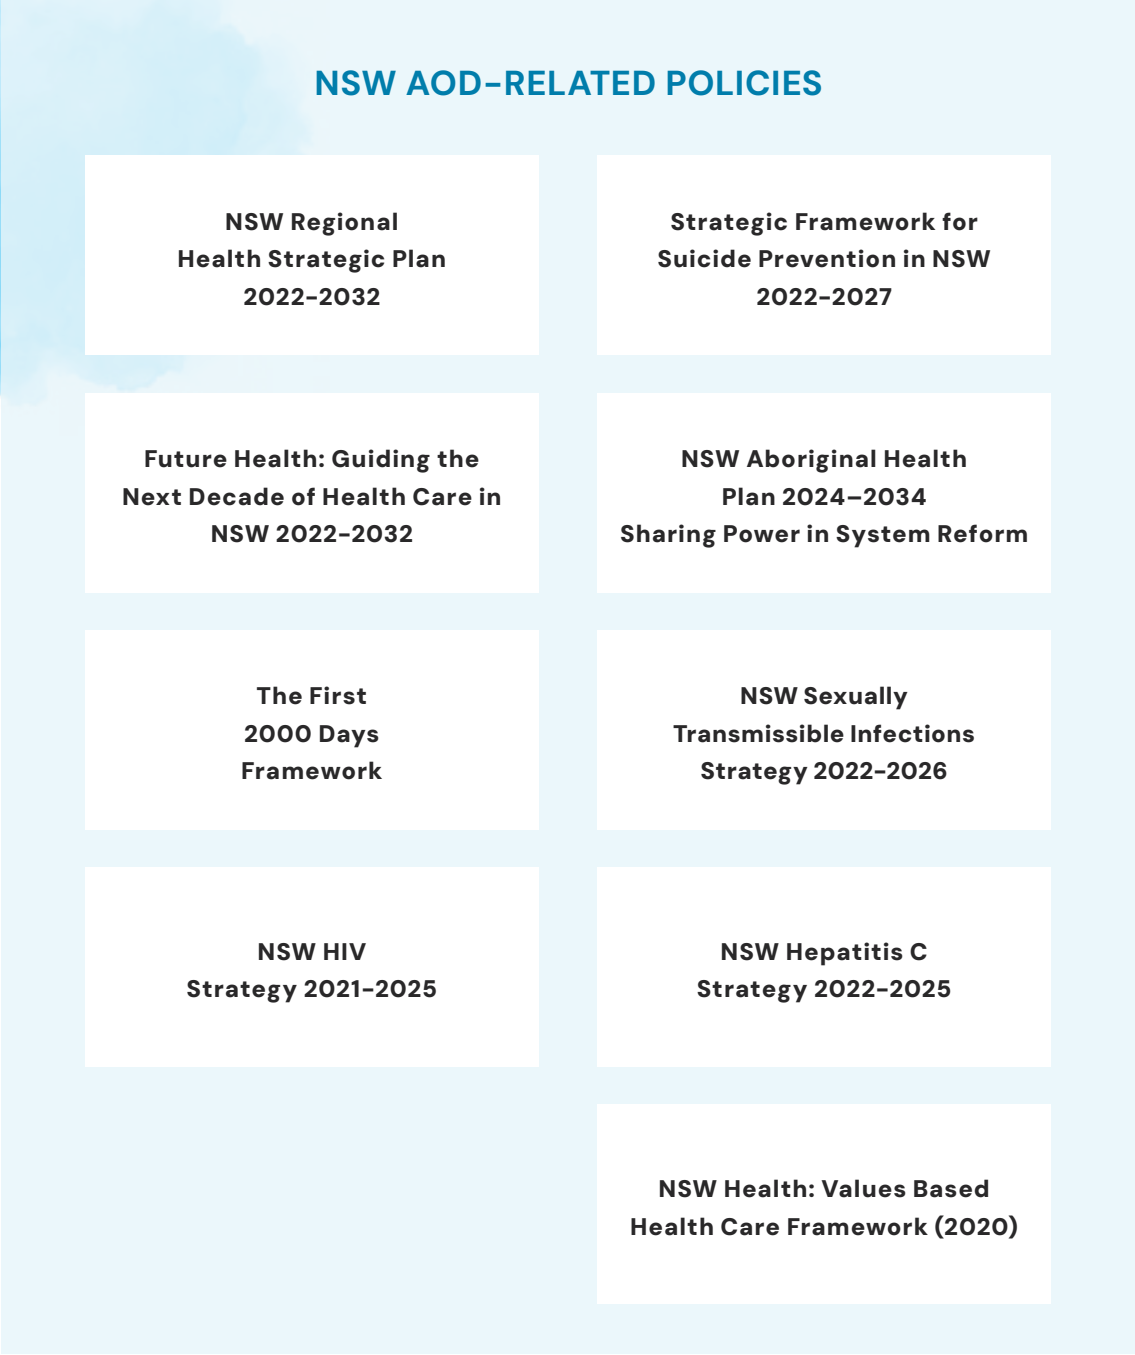 NSW AOD-RELATED POLICIES
NSW Regional
Health Strategic Plan
2022-2032
Strategic Framework for
Suicide Prevention in NSW
2022-2027
Future Health: Guiding the
Next Decade of Health Care in
NSW 2022-2032
NSW Aboriginal Health
Plan 2024–2034
Sharing Power in System Reform
The First
2000 Days
Framework
NSW Sexually
Transmissible Infections
Strategy 2022-2026
NSW HIV
Strategy 2021-2025
NSW Hepatitis C
Strategy 2022-2025
NSW Health: Values Based
Health Care Framework (2020)